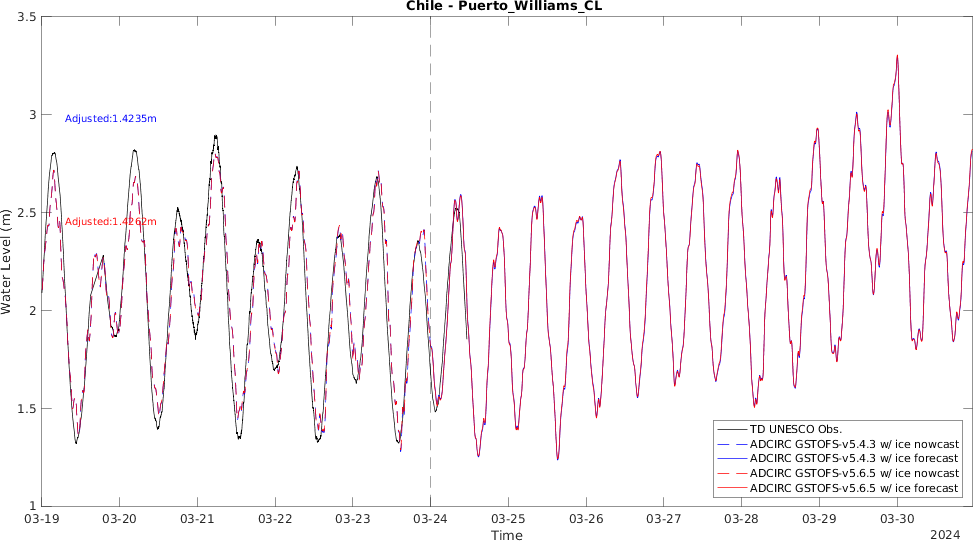 Chile - Puerto_Williams_CL
3.5
3
2.5
2
1.5
1
Water Level (m)
Adjusted:1.4235m
Adjusted:1.4262m
TD UNESCO Obs.
ADCIRC GSTOFS-v5.4.3 w/ ice nowcast
ADCIRC GSTOFS-v5.4.3 w/ ice forecast
ADCIRC GSTOFS-v5.6.5 w/ ice nowcast
ADCIRC GSTOFS-v5.6.5 w/ ice forecast
03-19 03-20 03-21 03-22 03-23 03-24 03-25 03-26 03-27 03-28 03-29 03-30
Time
2024